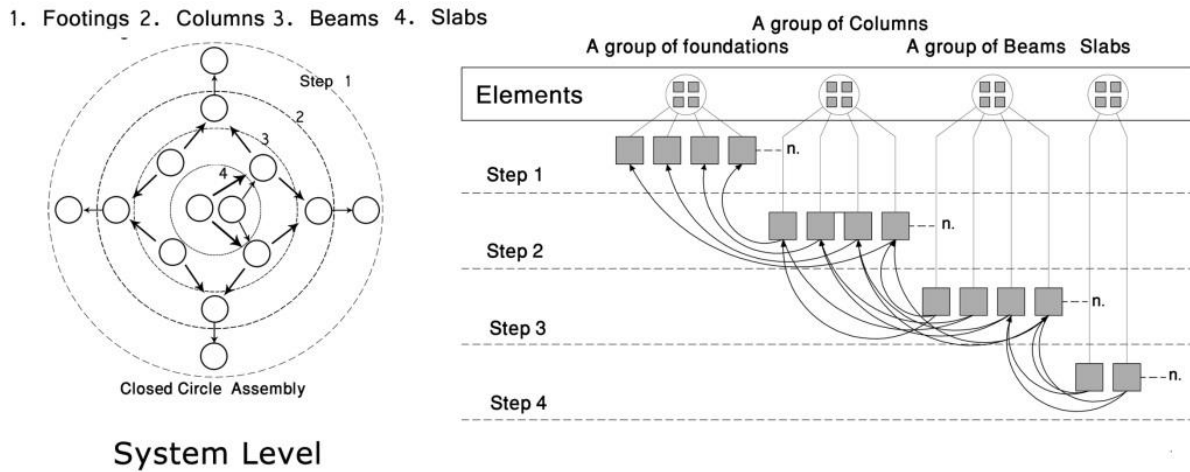 1. Footings 2. Columns 3. Beams 4. Slabs
Step 1
2
3
4
Closed Circle Assembly
System Level
A group of Columns
A group of foundations
A group of Beams Slabs
Elements
n.
Step 1
n.
Step 2
n.
Step 3
n.
Step 4